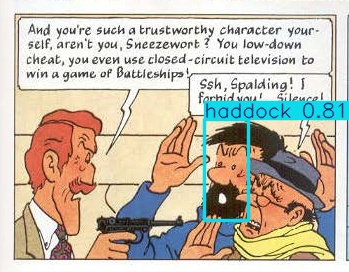 And you're such a trustworthy character your-
self, aren't you, Sneezewort? You low-down
cheat, you even use closed-circuit television to
win a game of Battleships!
Ssh, Spalding! I
forbid you! Silence!
haddock 0.81